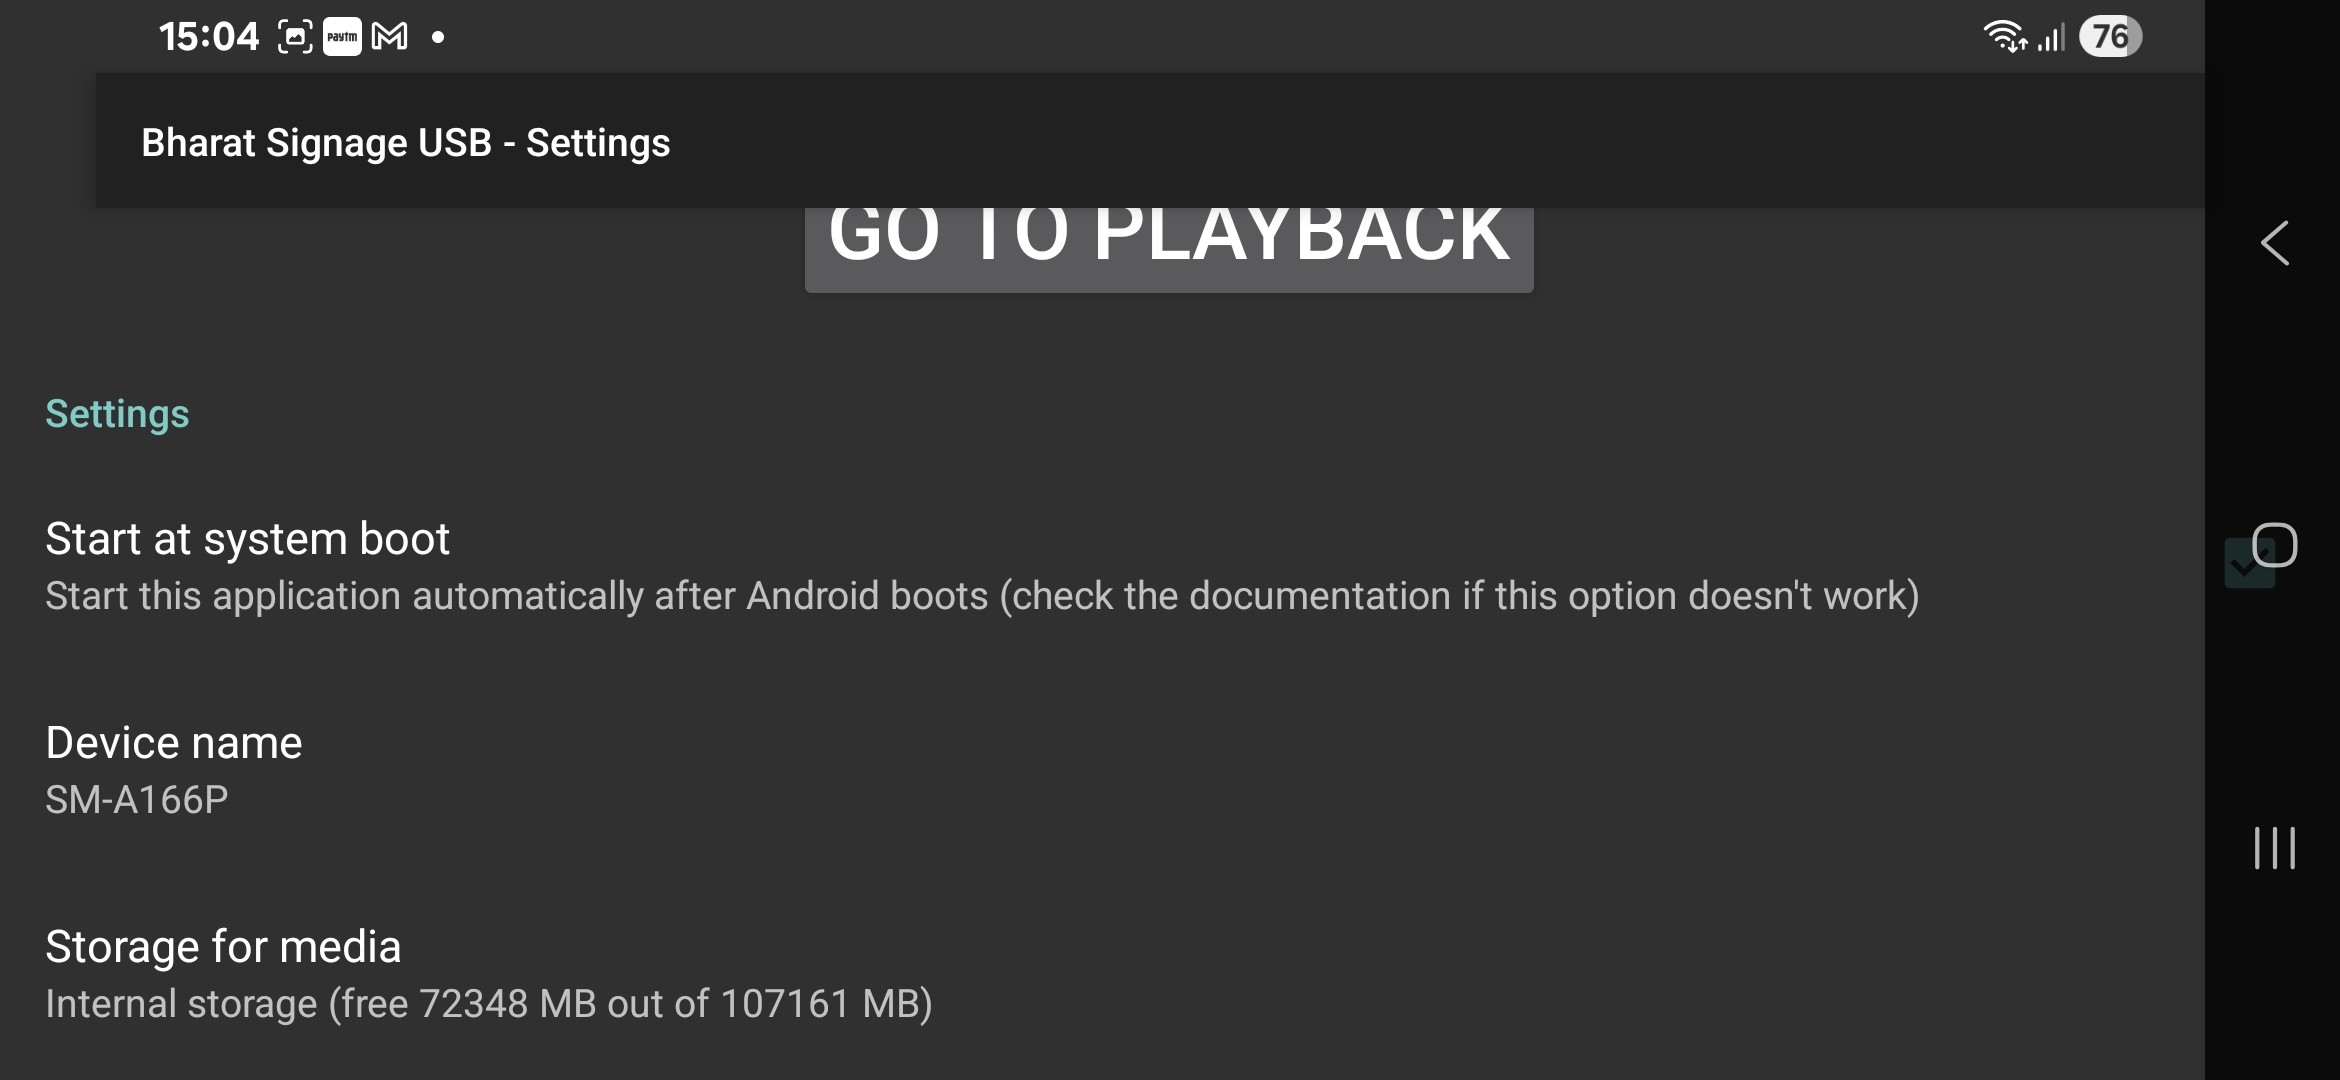 15:04
Paytm
76
Bharat Signage USB - Settings
GO TO PLAYBACK
Settings
Start at system boot
Start this application automatically after Android boots (check the documentation if this option doesn't work)
Device name
SM-A166P
Storage for media
Internal storage (free 72348 MB out of 107161 MB)